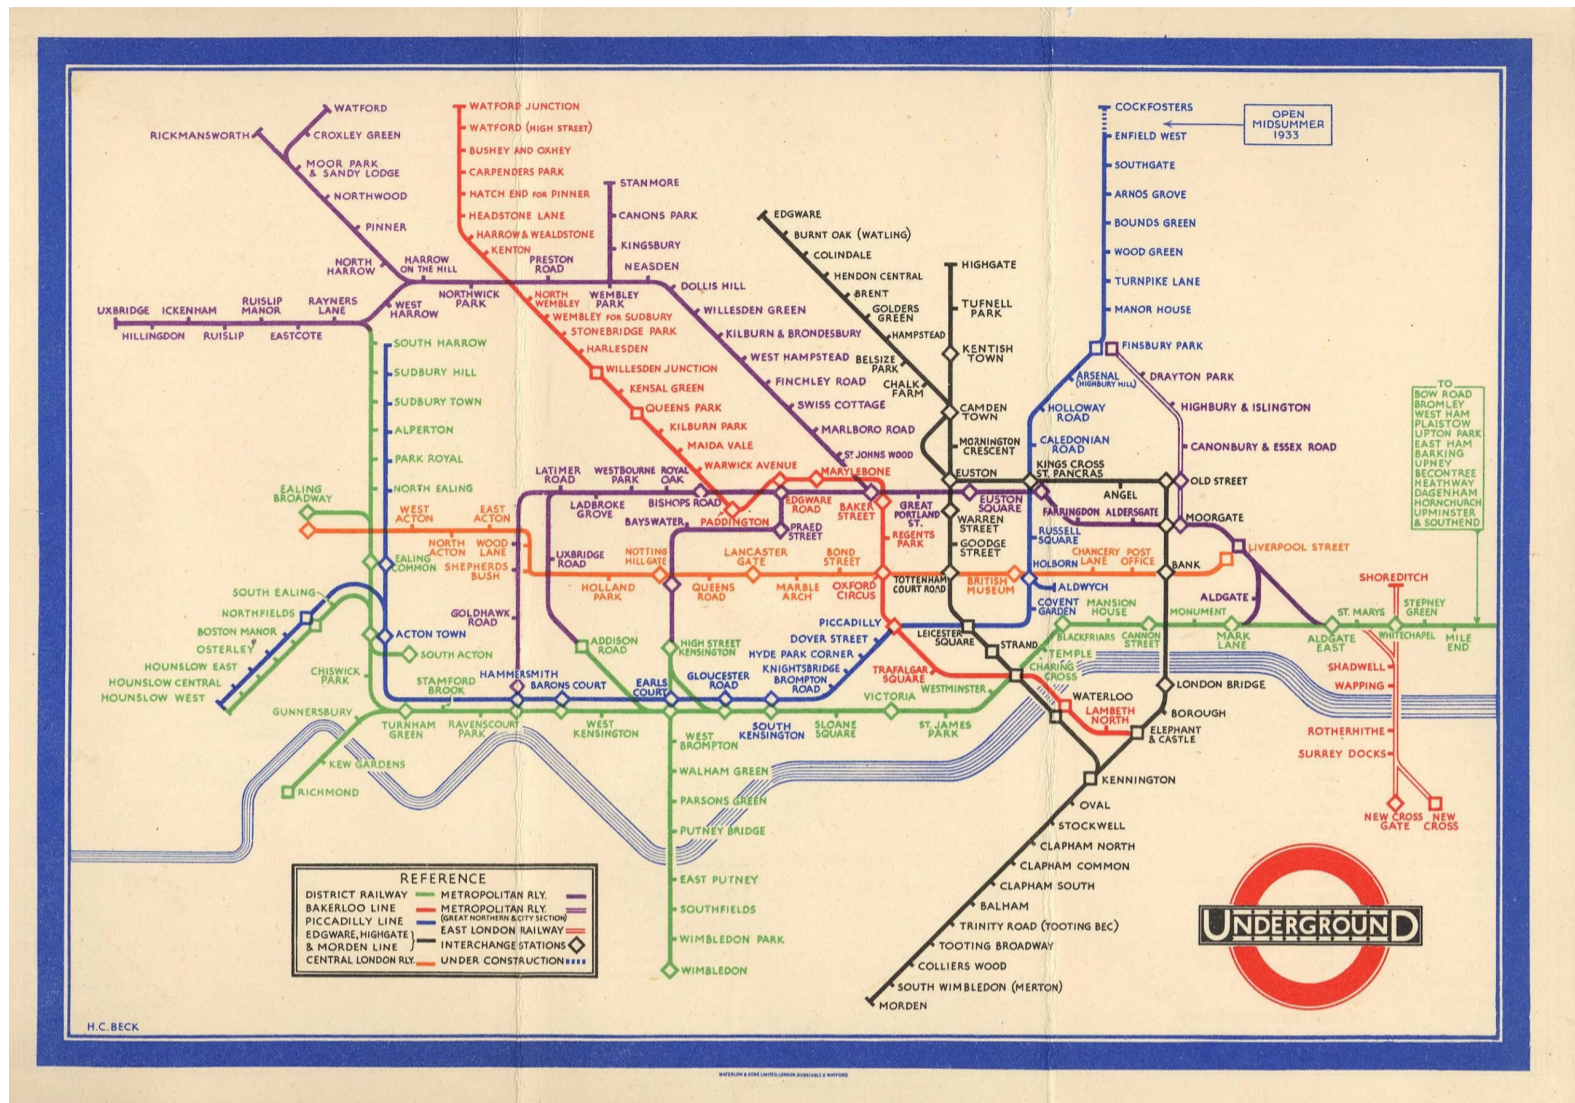 WATFORD
RICKMANSWORTH
CROXLEY GREEN
MOOR PARK
& SANDY LODGE
NORTHWOOD
PINNER
NORTH
HARROW
HARROW
ON THE HILL
NORTHWICK
PARK
PRESTON
ROAD
WEMBLEY
PARK
NEASDEN
STANMORE
CANONS PARK
KINGSBURY
DOLLIS HILL
WILLESDEN GREEN
KILBURN & BRONDESBURY
WEST HAMPSTEAD
FINCHLEY ROAD
SWISS COTTAGE
MARLBORO ROAD
ST JOHNS WOOD
WATFORD JUNCTION
WATFORD (HIGH STREET)
BUSHEY AND OXHEY
CARPENDERS PARK
HATCH END FOR PINNER
HEADSTONE LANE
HARROW & WEALDSTONE
KENTON
NORTH
WEMBLEY
WEMBLEY FOR SUDBURY
STONEBRIDGE PARK
HARLESDEN
WILLESDEN JUNCTION
KENSAL GREEN
QUEENS PARK
KILBURN PARK
MAIDA VALE
WARWICK AVENUE
PADDINGTON
EDGWARE
ROAD
MARYLEBONE
BAKER
STREET
REGENTS
PARK
OXFORD
CIRCUS
PICCADILLY
TRAFALGAR
SQUARE
EDGWARE
BURNT OAK (WATLING)
COLINDALE
HENDON CENTRAL
BRENT
GOLDERS
GREEN
HAMPSTEAD
BELSIZE
PARK
CHALK
FARM
HIGHGATE
TUFNELL
PARK
KENTISH
TOWN
CAMDEN
TOWN
MORNINGTON
CRESCENT
EUSTON
WARREN
STREET
GOODGE
STREET
TOTTENHAM
COURT ROAD
LEICESTER
SQUARE
STRAND
COCKFOSTERS
OPEN
MIDSUMMER
1933
ENFIELD WEST
SOUTHGATE
ARNOS GROVE
BOUNDS GREEN
WOOD GREEN
TURNPIKE LANE
MANOR HOUSE
FINSBURY PARK
ARSENAL
(HIGHBURY HILL)
HOLLOWAY
ROAD
CALEDONIAN
ROAD
KINGS CROSS
ST. PANCRAS
RUSSELL
SQUARE
HOLBORN
ALDWYCH
COVENT
GARDEN
DRAYTON PARK
HIGHBURY & ISLINGTON
CANONBURY & ESSEX ROAD
OLD STREET
MOORGATE
ANGEL
TO
BOW ROAD
BROMLEY
WEST HAM
PLAISTOW
UPTON PARK
EAST HAM
BARKING
UPNEY
BECONTREE
HEATHWAY
DAGENHAM
HORNCHURCH
UPMINSTER
& SOUTHEND
UXBRIDGE
ICKENHAM
RUISLIP
MANOR
RAYNERS
LANE
HILLINGDON
RUISLIP
EASTCOTE
WEST
HARROW
SOUTH HARROW
SUDBURY HILL
SUDBURY TOWN
ALPERTON
PARK ROYAL
NORTH EALING
EALING
COMMON
EALING
BROADWAY
WEST
ACTON
EAST
ACTON
NORTH
ACTON
WOOD
LANE
SHEPHERDS
BUSH
LATIMER
ROAD
WESTBOURNE
PARK
ROYAL
OAK
LADBROKE
GROVE
BISHOPS ROAD
BAYSWATER
PRAED
STREET
GREAT
PORTLAND
ST.
EUSTON
SQUARE
FARRINGDON
ALDERSGATE
UXBRIDGE
ROAD
HOLLAND
PARK
NOTTING
HILL GATE
QUEENS
ROAD
LANCASTER
GATE
MARBLE
ARCH
BOND
STREET
BRITISH
MUSEUM
CHANCERY
LANE
POST
OFFICE
BANK
LIVERPOOL STREET
ALDGATE
SHOREDITCH
GOLDHAWK
ROAD
HAMMERSMITH
SOUTH EALING
NORTHFIELDS
BOSTON MANOR
OSTERLEY
HOUNSLOW EAST
HOUNSLOW CENTRAL
HOUNSLOW WEST
ACTON TOWN
SOUTH ACTON
CHISWICK
PARK
GUNNERSBURY
KEW GARDENS
RICHMOND
TURNHAM
GREEN
STAMFORD
BROOK
RAVENSCOURT
PARK
BARONS COURT
WEST
KENSINGTON
EARLS
COURT
ADDISON
ROAD
HIGH STREET
KENSINGTON
GLOUCESTER
ROAD
SOUTH
KENSINGTON
DOVER STREET
HYDE PARK CORNER
KNIGHTSBRIDGE
BROMPTON
ROAD
SLOANE
SQUARE
VICTORIA
ST. JAMES
PARK
WESTMINSTER
CHARING
CROSS
TEMPLE
BLACKFRIARS
MANSION
HOUSE
CANNON
STREET
MONUMENT
MARK
LANE
ALDGATE
EAST
ST. MARYS
WHITECHAPEL
STEPNEY
GREEN
MILE
END
WATERLOO
LAMBETH
NORTH
LONDON BRIDGE
BOROUGH
ELEPHANT
& CASTLE
KENNINGTON
OVAL
STOCKWELL
CLAPHAM NORTH
CLAPHAM COMMON
CLAPHAM SOUTH
BALHAM
TRINITY ROAD (TOOTING BEC)
TOOTING BROADWAY
COLLIERS WOOD
SOUTH WIMBLEDON (MERTON)
MORDEN
SHADWELL
WAPPING
ROTHERHITHE
SURREY DOCKS
NEW CROSS
GATE
NEW
CROSS
WEST
BROMPTON
WALHAM GREEN
PARSONS GREEN
PUTNEY BRIDGE
EAST PUTNEY
SOUTHFIELDS
WIMBLEDON PARK
WIMBLEDON
REFERENCE
DISTRICT RAILWAY
BAKERLOO LINE
PICCADILLY LINE
EDGWARE, HIGHGATE
& MORDEN LINE
CENTRAL LONDON RLY.
METROPOLITAN RLY.
METROPOLITAN RLY.
(GREAT NORTHERN & CITY SECTION)
EAST LONDON RAILWAY
INTERCHANGE STATIONS
UNDER CONSTRUCTION
UNDERGROUND
H.C. BECK
WATERLOW & SONS LIMITED, LONDON, DUNSTABLE & WATFORD